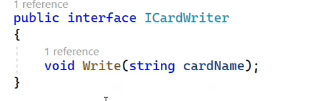 1 reference
public interface ICardWriter
{
1 reference
void Write(string cardName);
}